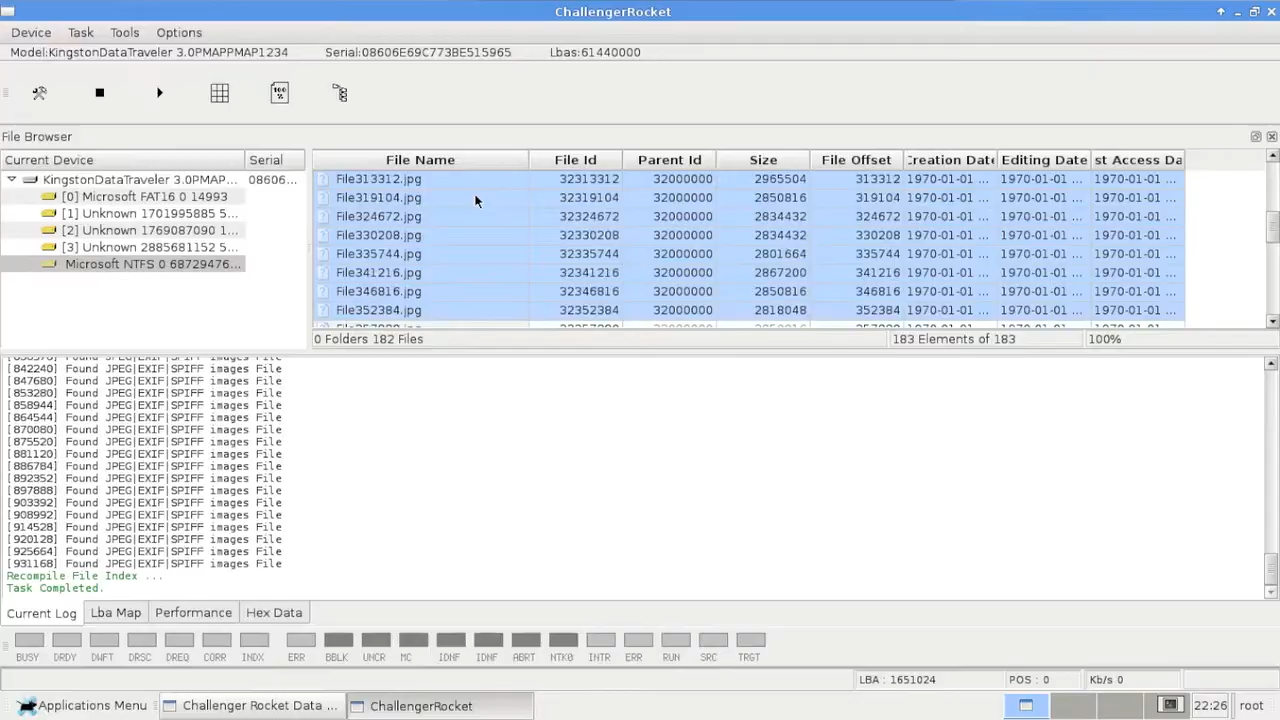 ChallengerRocket
Device Task Tools Options
Model:KingstonDataTraveler 3.0PMAPPMAP1234 Serial:08606E69C773BE515965 Lbas:61440000
File Browser
Current Device Serial
KingstonDataTraveler 3.0PMAP... 08606...
[0] Microsoft FAT16 0 14993
[1] Unknown 1701995885 5...
[2] Unknown 1769087090 1...
[3] Unknown 2885681152 5...
Microsoft NTFS 0 68729476...
File Name File Id Parent Id Size File Offset :reation Date Editing Date st Access Da
File313312.jpg 32313312 32000000 2965504 313312 1970-01-01 ... 1970-01-01 ... 1970-01-01 ...
File319104.jpg 32319104 32000000 2850816 319104 1970-01-01 ... 1970-01-01 ... 1970-01-01 ...
File324672.jpg 32324672 32000000 2834432 324672 1970-01-01 ... 1970-01-01 ... 1970-01-01 ...
File330208.jpg 32330208 32000000 2834432 330208 1970-01-01 ... 1970-01-01 ... 1970-01-01 ...
File335744.jpg 32335744 32000000 2801664 335744 1970-01-01 ... 1970-01-01 ... 1970-01-01 ...
File341216.jpg 32341216 32000000 2867200 341216 1970-01-01 ... 1970-01-01 ... 1970-01-01 ...
File346816.jpg 32346816 32000000 2850816 346816 1970-01-01 ... 1970-01-01 ... 1970-01-01 ...
File352384.jpg 32352384 32000000 2818048 352384 1970-01-01 ... 1970-01-01 ... 1970-01-01 ...
0 Folders 182 Files 183 Elements of 183 100%
[842240] Found JPEG|EXIF|SPIFF images File
[847680] Found JPEG|EXIF|SPIFF images File
[853280] Found JPEG|EXIF|SPIFF images File
[858944] Found JPEG|EXIF|SPIFF images File
[864544] Found JPEG|EXIF|SPIFF images File
[870080] Found JPEG|EXIF|SPIFF images File
[875520] Found JPEG|EXIF|SPIFF images File
[881120] Found JPEG|EXIF|SPIFF images File
[886784] Found JPEG|EXIF|SPIFF images File
[892352] Found JPEG|EXIF|SPIFF images File
[897888] Found JPEG|EXIF|SPIFF images File
[903392] Found JPEG|EXIF|SPIFF images File
[908992] Found JPEG|EXIF|SPIFF images File
[914528] Found JPEG|EXIF|SPIFF images File
[920128] Found JPEG|EXIF|SPIFF images File
[925664] Found JPEG|EXIF|SPIFF images File
[931168] Found JPEG|EXIF|SPIFF images File
Recompile File Index ...
Task Completed.
Current Log Lba Map Performance Hex Data
BUSY DRDY DWFT DRSC DREQ CORR INDX ERR BBLK UNCR MC IDNF IDNF ABRT NTK0 INTR ERR RUN SRC TRGT
LBA : 1651024 POS : 0 Kb/s 0
Applications Menu Challenger Rocket Data ... ChallengerRocket 22:26 root